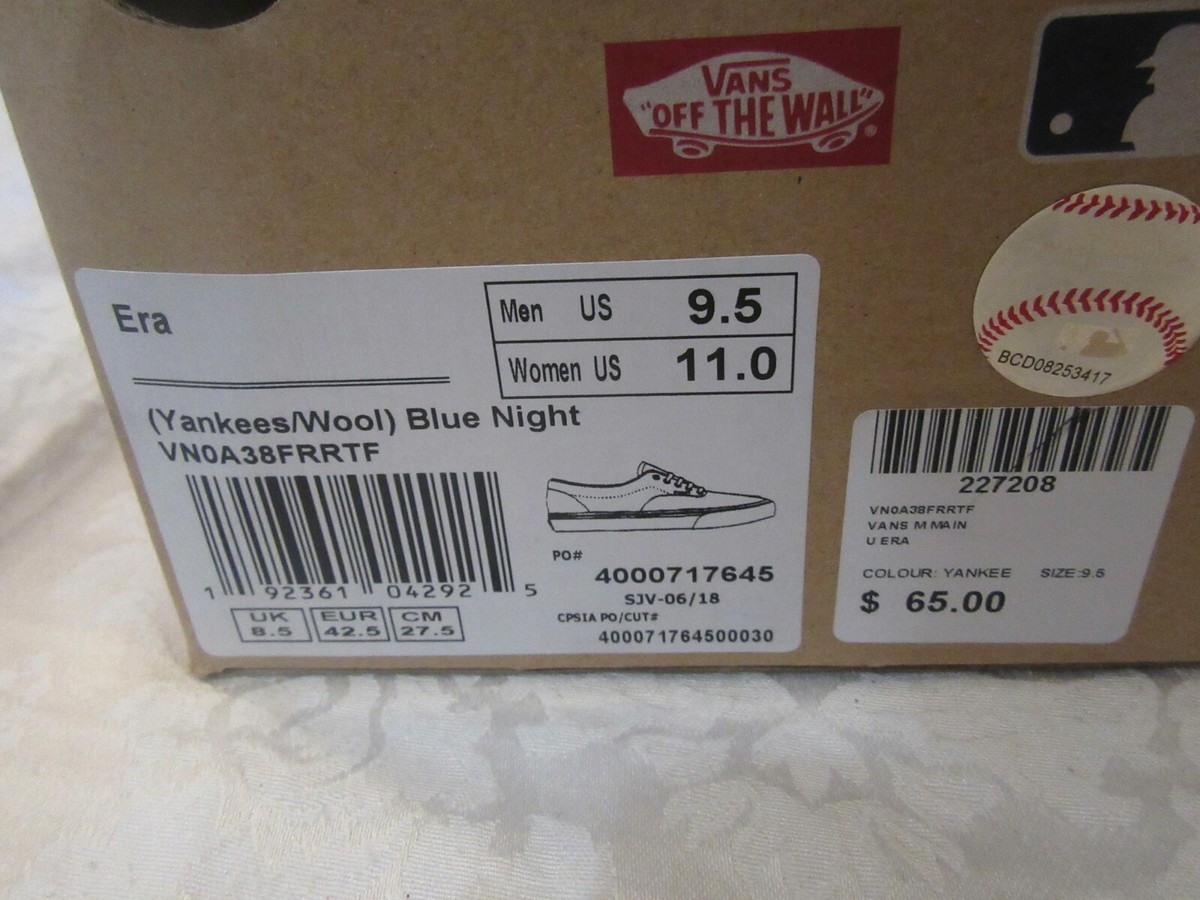 VANS
"OFF THE WALL"®
BCD08253417
Era
Men US 9.5
Women US 11.0
(Yankees/Wool) Blue Night
VN0A38FRRTF
1 92361 04292 5
UK 8.5
EUR 42.5
CM 27.5
PO#
4000717645
SJV-06/18
CPSIA PO/CUT#
400071764500030
227208
VN0A38FRRTF
VANS M MAIN
U ERA
COLOUR: YANKEE SIZE:9.5
$ 65.00